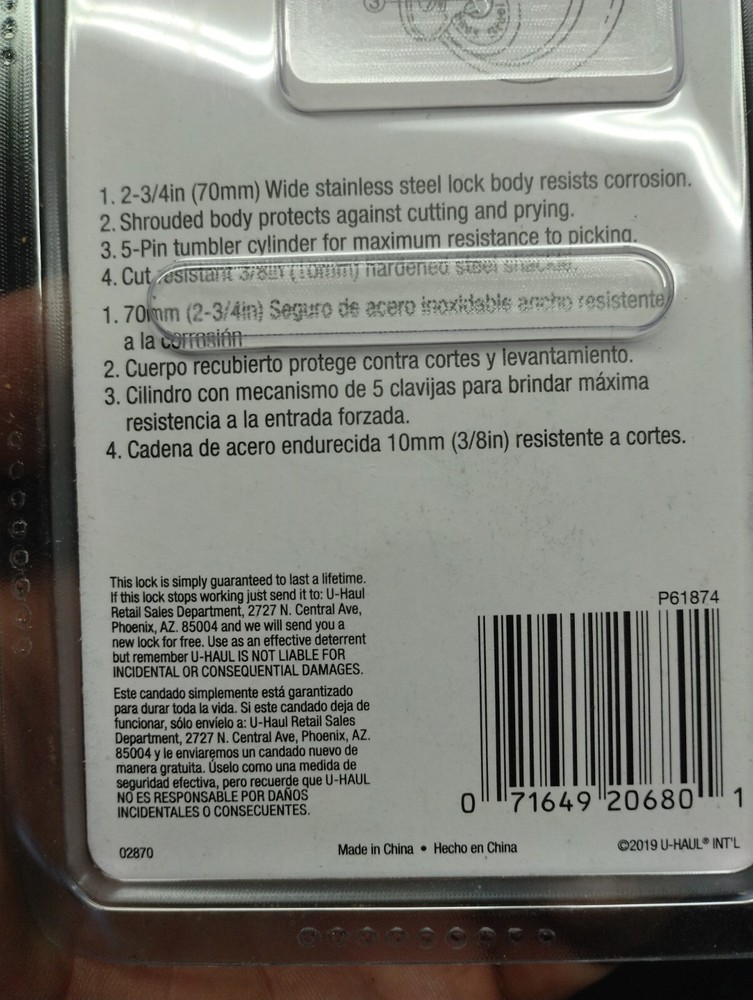 3
1. 2-3/4in (70mm) Wide stainless steel lock body resists corrosion.
2. Shrouded body protects against cutting and prying.
3. 5-Pin tumbler cylinder for maximum resistance to picking.
4. Cut resistant 3/8in (10mm) hardened steel shackle.
1. 70mm (2-3/4in) Seguro de acero inoxidable ancho resistente
a la corrosión
2. Cuerpo recubierto protege contra cortes y levantamiento.
3. Cilindro con mecanismo de 5 clavijas para brindar máxima
resistencia a la entrada forzada.
4. Cadena de acero endurecida 10mm (3/8in) resistente a cortes.
This lock is simply guaranteed to last a lifetime.
If this lock stops working just send it to: U-Haul
Retail Sales Department, 2727 N. Central Ave,
Phoenix, AZ. 85004 and we will send you a
new lock for free. Use as an effective deterrent
but remember U-HAUL IS NOT LIABLE FOR
INCIDENTAL OR CONSEQUENTIAL DAMAGES.
Este candado simplemente está garantizado
para durar toda la vida. Si este candado deja de
funcionar, sólo envíelo a: U-Haul Retail Sales
Department, 2727 N. Central Ave, Phoenix, AZ.
85004 y le enviaremos un candado nuevo de
manera gratuita. Úselo como una medida de
seguridad efectiva, pero recuerde que U-HAUL
NO ES RESPONSABLE POR DAÑOS
INCIDENTALES O CONSECUENTES.
P61874
0 71649 20680 1
02870
Made in China • Hecho en China
©2019 U-HAUL® INT'L